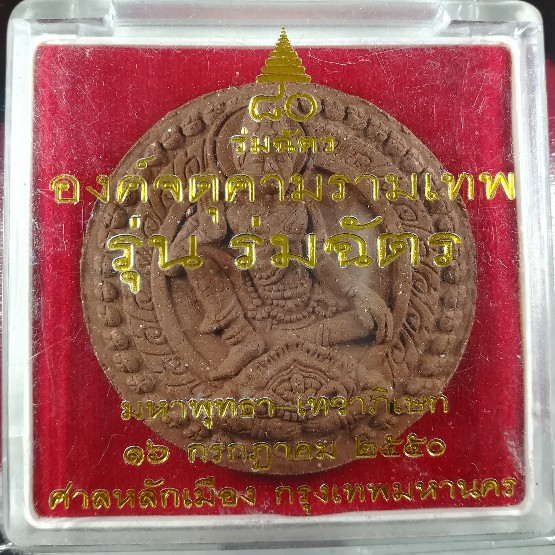 ๘๐
ร่มฉัตร
องค์จตุคามรามเทพ
รุ่น ร่มฉัตร
มหาพุทธา เทวาภิเษก
๑๖ กรกฎาคม ๒๕๕๐
ศาลหลักเมือง กรุงเทพมหานคร